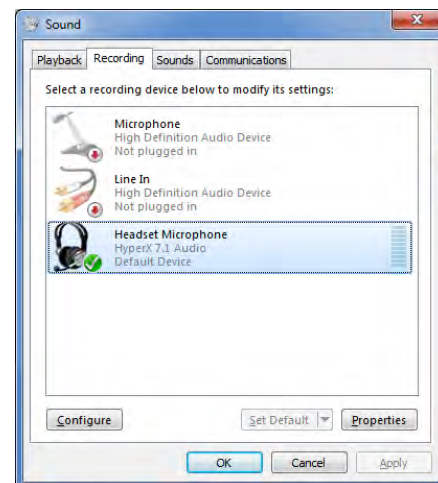 Sound
Playback Recording Sounds Communications
Select a recording device below to modify its settings:
Microphone
High Definition Audio Device
Not plugged in
Line In
High Definition Audio Device
Not plugged in
Headset Microphone
HyperX 7.1 Audio
Default Device
Configure Set Default Properties
OK Cancel Apply